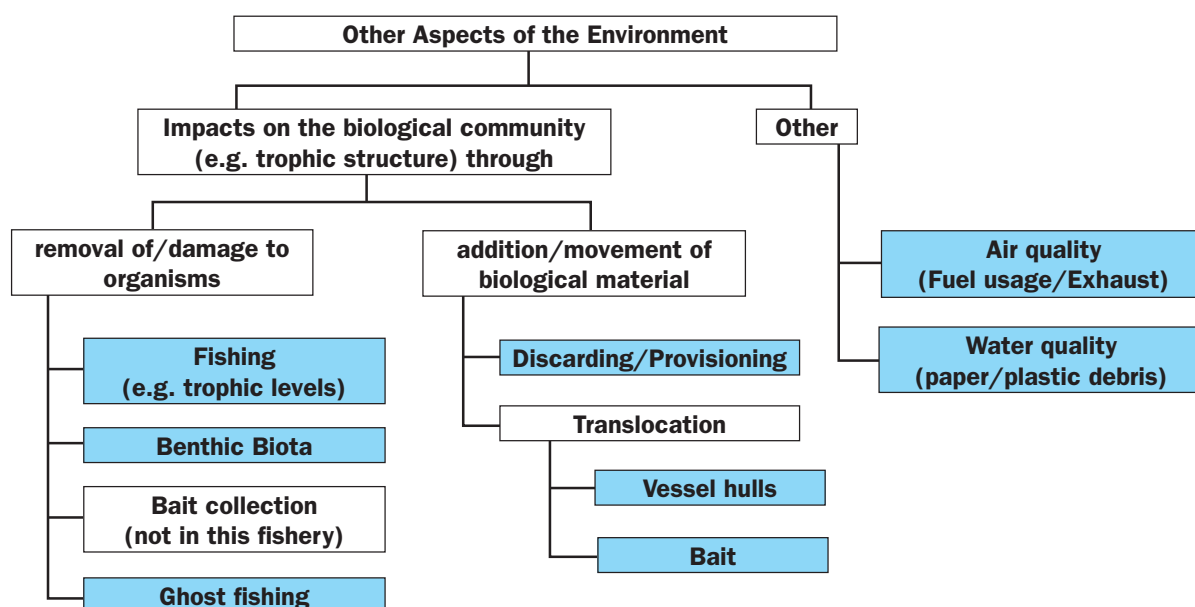 Other Aspects of the Environment
Impacts on the biological community
(e.g. trophic structure) through
Other
removal of/damage to
organisms
addition/movement of
biological material
Air quality
(Fuel usage/Exhaust)
Fishing
(e.g. trophic levels)
Discarding/Provisioning
Water quality
(paper/plastic debris)
Benthic Biota
Translocation
Bait collection
(not in this fishery)
Vessel hulls
Bait
Ghost fishing